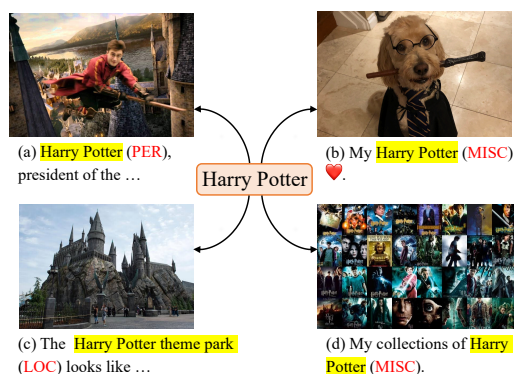 (a) Harry Potter (PER),
president of the …
(b) My Harry Potter (MISC)
❤️.
Harry Potter
(c) The Harry Potter theme park
(LOC) looks like …
(d) My collections of Harry
Potter (MISC).